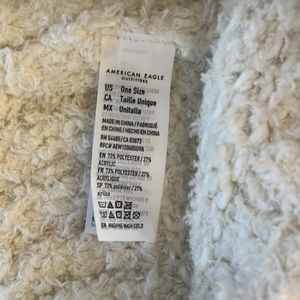 AMERICAN EAGLE
OUTFITTERS
US One Size
CA Taille Unique
MX Unitalla
MADE IN CHINA / FABRIQUÉ
EN CHINE / HECHO EN CHINA
RN 54485/CA 03073
EN 73% POLYESTER / 27%
ACRYLIC
FR 73% POLYESTER / 27%
ACRYLIQUE
SP 73% poliéster / 27%
EN MACHINE WASH COLD